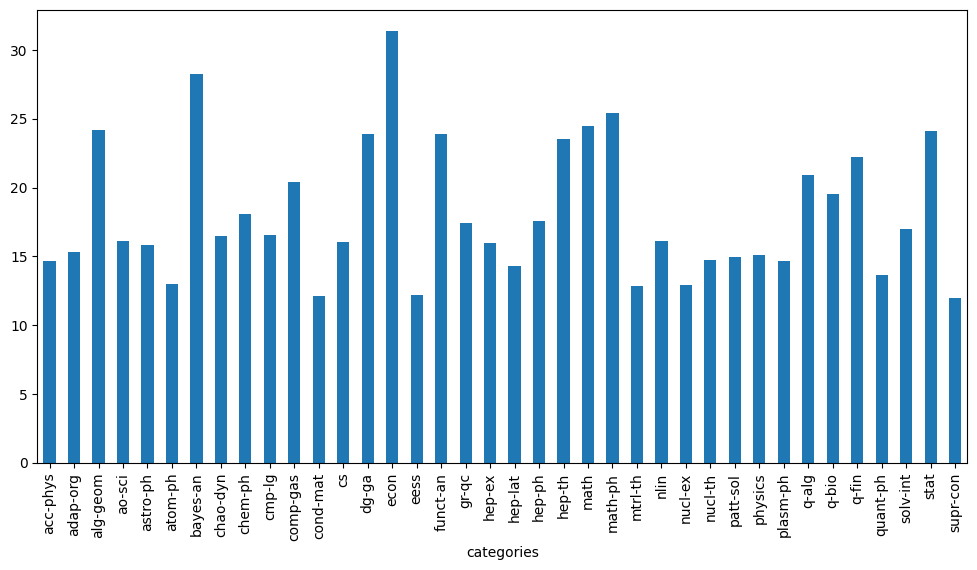 30
25
20
15
10
5
0
acc-phys
adap-org
alg-geom
ao-sci
astro-ph
atom-ph
bayes-an
chao-dyn
chem-ph
cmp-lg
comp-gas
cond-mat
cs
dg-ga
econ
eess
funct-an
gr-qc
hep-ex
hep-lat
hep-ph
hep-th
math
math-ph
mtrl-th
nlin
nucl-ex
nucl-th
patt-sol
physics
plasm-ph
q-alg
q-bio
q-fin
quant-ph
solv-int
stat
supr-con
categories